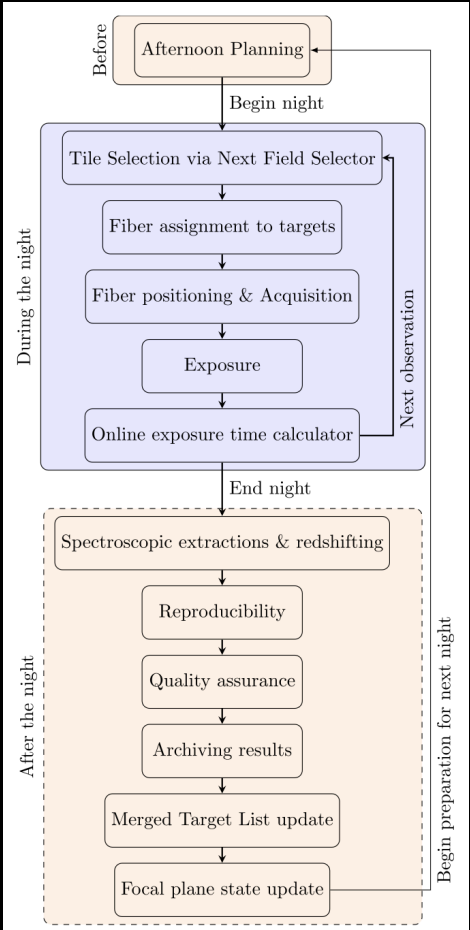 Before
Afternoon Planning
Begin night
During the night
Tile Selection via Next Field Selector
Fiber assignment to targets
Fiber positioning & Acquisition
Exposure
Online exposure time calculator
Next observation
End night
After the night
Spectroscopic extractions & redshifting
Reproducibility
Quality assurance
Archiving results
Merged Target List update
Focal plane state update
Begin preparation for next night